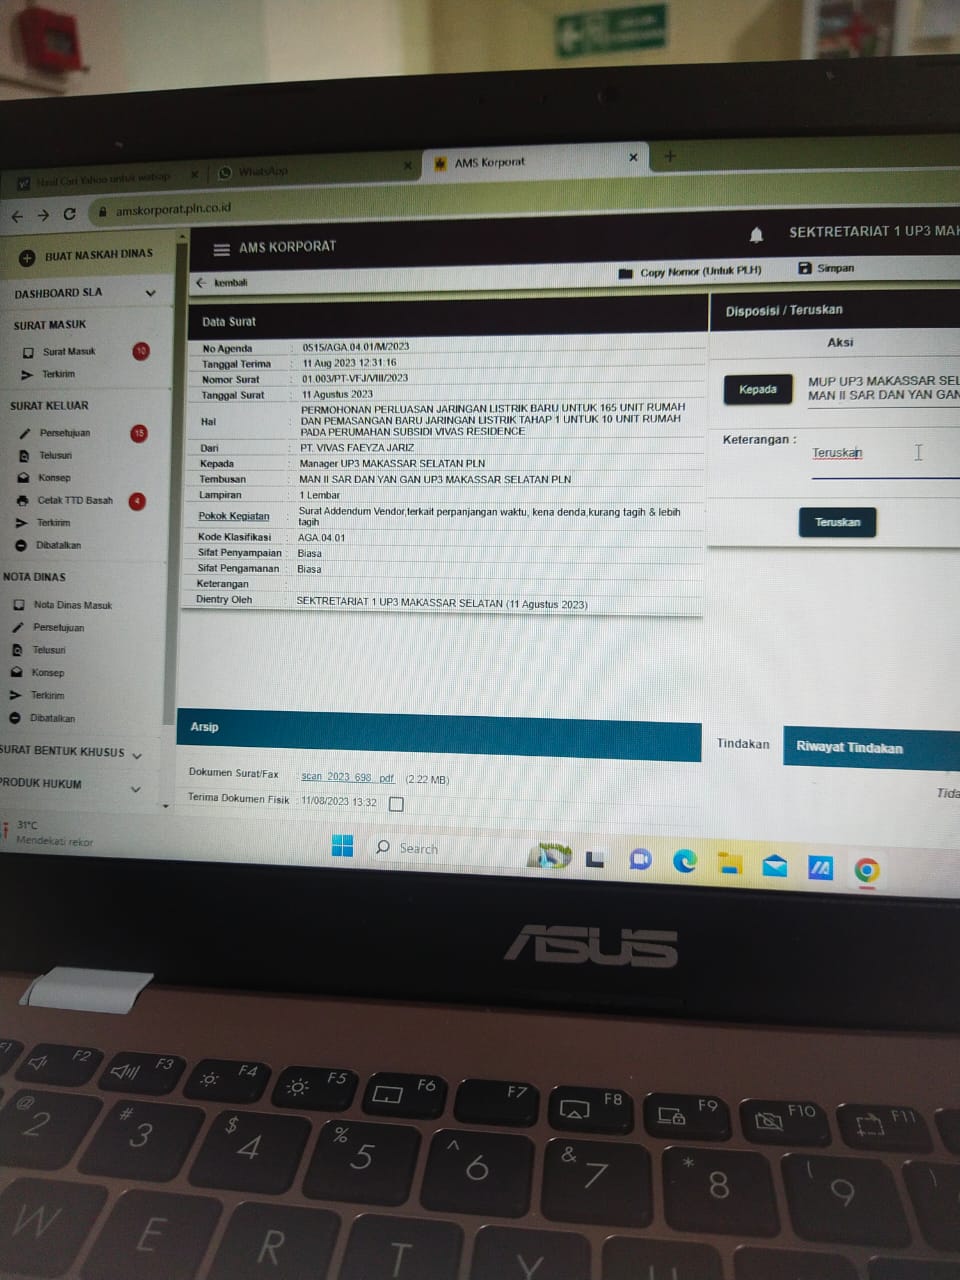 WhatsApp
AMS Korporat
amskorporat.pln.co.id
BUAT NASKAH DINAS
AMS KORPORAT
SEKTRETARIAT 1 UP3 MAK
kembali
Copy Nomor (Untuk PLH)
Simpan
DASHBOARD SLA
SURAT MASUK
Surat Masuk 10
Terkirim
SURAT KELUAR
Persetujuan 15
Telusuri
Konsep
Cetak TTD Basah 4
Terkirim
Dibatalkan
NOTA DINAS
Nota Dinas Masuk
Persetujuan
Telusuri
Konsep
Terkirim
Dibatalkan
SURAT BENTUK KHUSUS
PRODUK HUKUM
Data Surat
No Agenda : 0515/AGA.04.01/M/2023
Tanggal Terima : 11 Aug 2023 12:31:16
Nomor Surat : 01.003/PT-VFJ/VIII/2023
Tanggal Surat : 11 Agustus 2023
Hal : PERMOHONAN PERLUASAN JARINGAN LISTRIK BARU UNTUK 165 UNIT RUMAH
DAN PEMASANGAN BARU JARINGAN LISTRIK TAHAP 1 UNTUK 10 UNIT RUMAH
PADA PERUMAHAN SUBSIDI VIVAS RESIDENCE
Dari : PT. VIVAS FAEYZA JARIZ
Kepada : Manager UP3 MAKASSAR SELATAN PLN
Tembusan : MAN II SAR DAN YAN GAN UP3 MAKASSAR SELATAN PLN
Lampiran : 1 Lembar
Pokok Kegiatan : Surat Addendum Vendor,terkait perpanjangan waktu, kena denda,kurang tagih & lebih
tagih
Kode Klasifikasi : AGA.04.01
Sifat Penyampaian : Biasa
Sifat Pengamanan : Biasa
Keterangan :
Dientry Oleh : SEKTRETARIAT 1 UP3 MAKASSAR SELATAN (11 Agustus 2023)
Disposisi / Teruskan
Aksi
Kepada
MUP UP3 MAKASSAR SEL
MAN II SAR DAN YAN GAN
Keterangan :
Teruskan
Teruskan
Arsip
Dokumen Surat/Fax : scan_2023_698_.pdf (2.22 MB)
Terima Dokumen Fisik : 11/08/2023 13:32
Tindakan
Riwayat Tindakan
Tida
31°C
Mendekati rekor
Search
ASUS
F1 F2 F3 F4 F5 F6 F7 F8 F9 F10 F11
@ # $ % ^ & * (
2 3 4 5 6 7 8 9
W E R T Y U